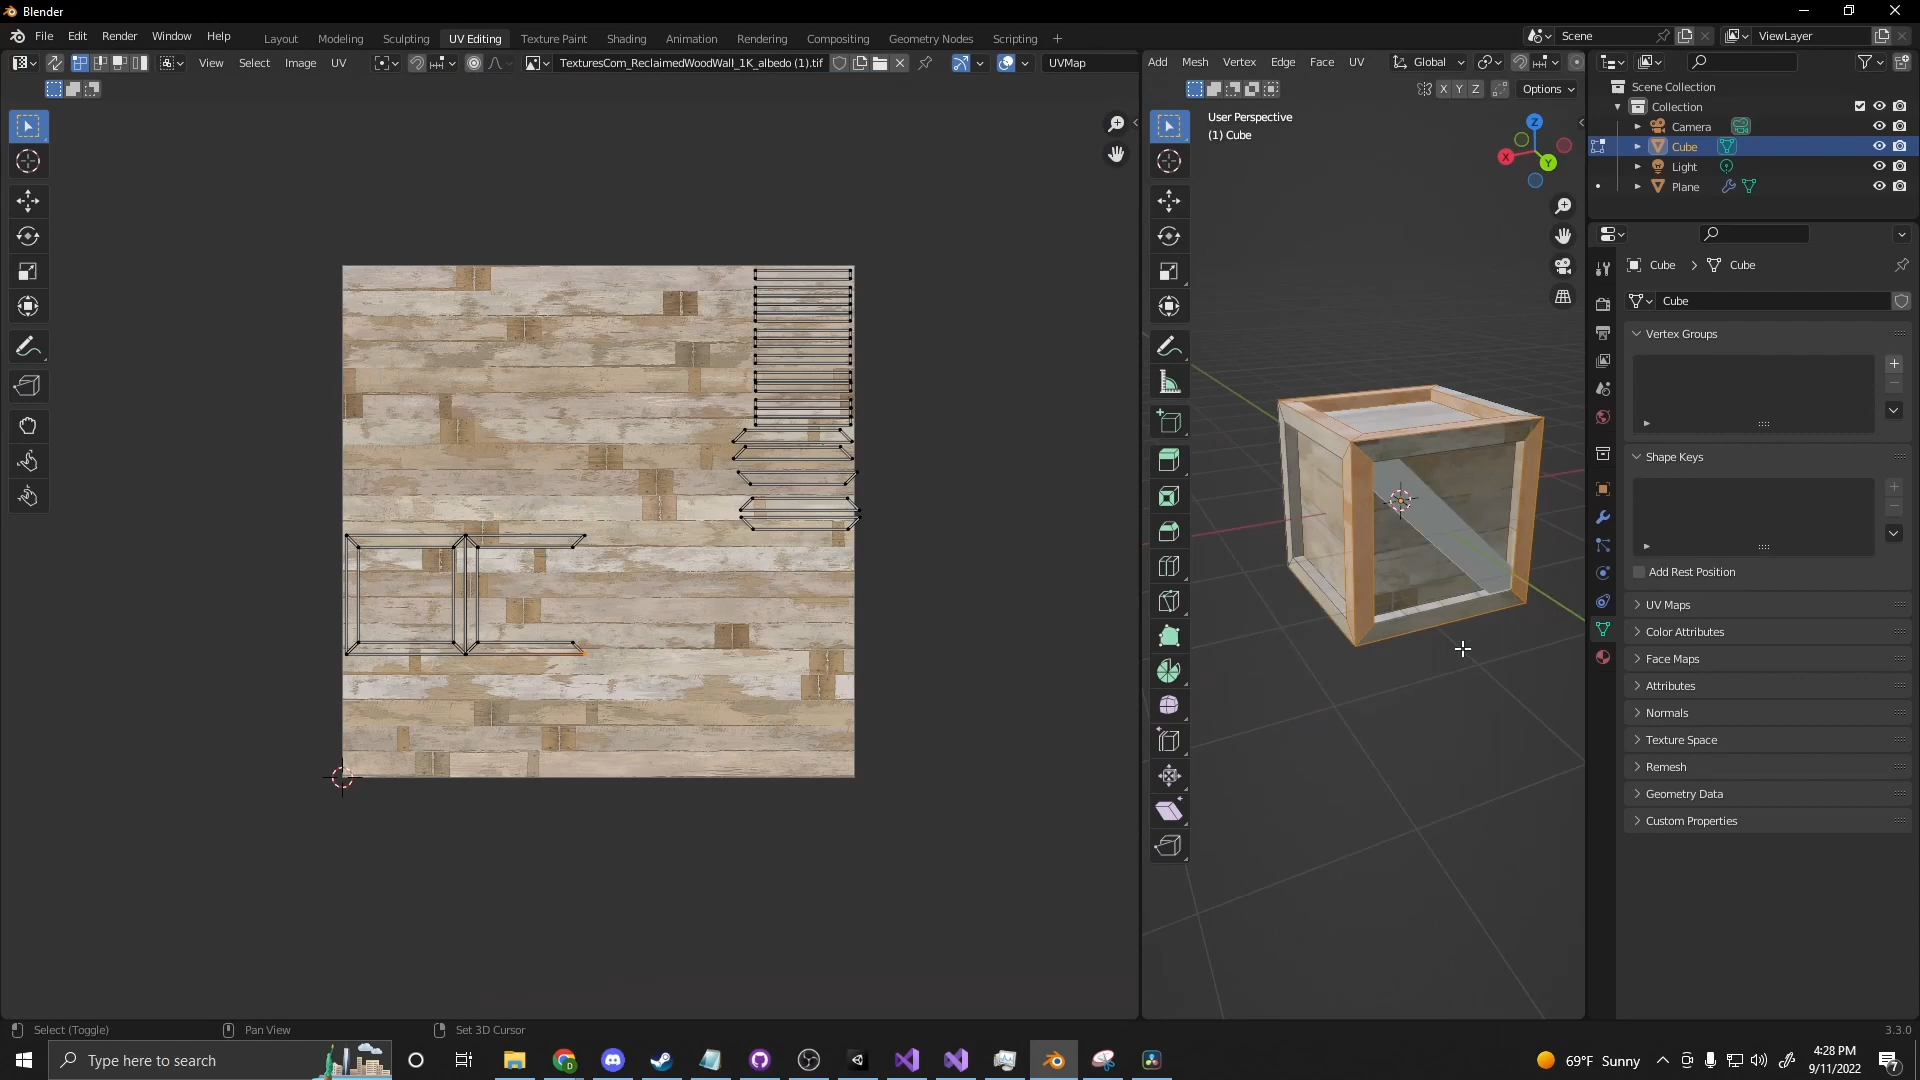 Blender
File Edit Render Window Help
Layout Modeling Sculpting UV Editing Texture Paint Shading Animation Rendering Compositing Geometry Nodes Scripting +
Scene
ViewLayer
View Select Image UV
TexturesCom_ReclaimedWoodWall_1K_albedo (1).tif
UVMap
Add Mesh Vertex Edge Face UV
Global
X Y Z
Options
User Perspective
(1) Cube
Z
X
Y
Scene Collection
Collection
Camera
Cube
Light
Plane
Cube > Cube
Cube
Vertex Groups
Shape Keys
Add Rest Position
UV Maps
Color Attributes
Face Maps
Attributes
Normals
Texture Space
Remesh
Geometry Data
Custom Properties
Select (Toggle)
Pan View
Set 3D Cursor
3.3.0
Type here to search
69°F Sunny
4:28 PM
9/11/2022
7